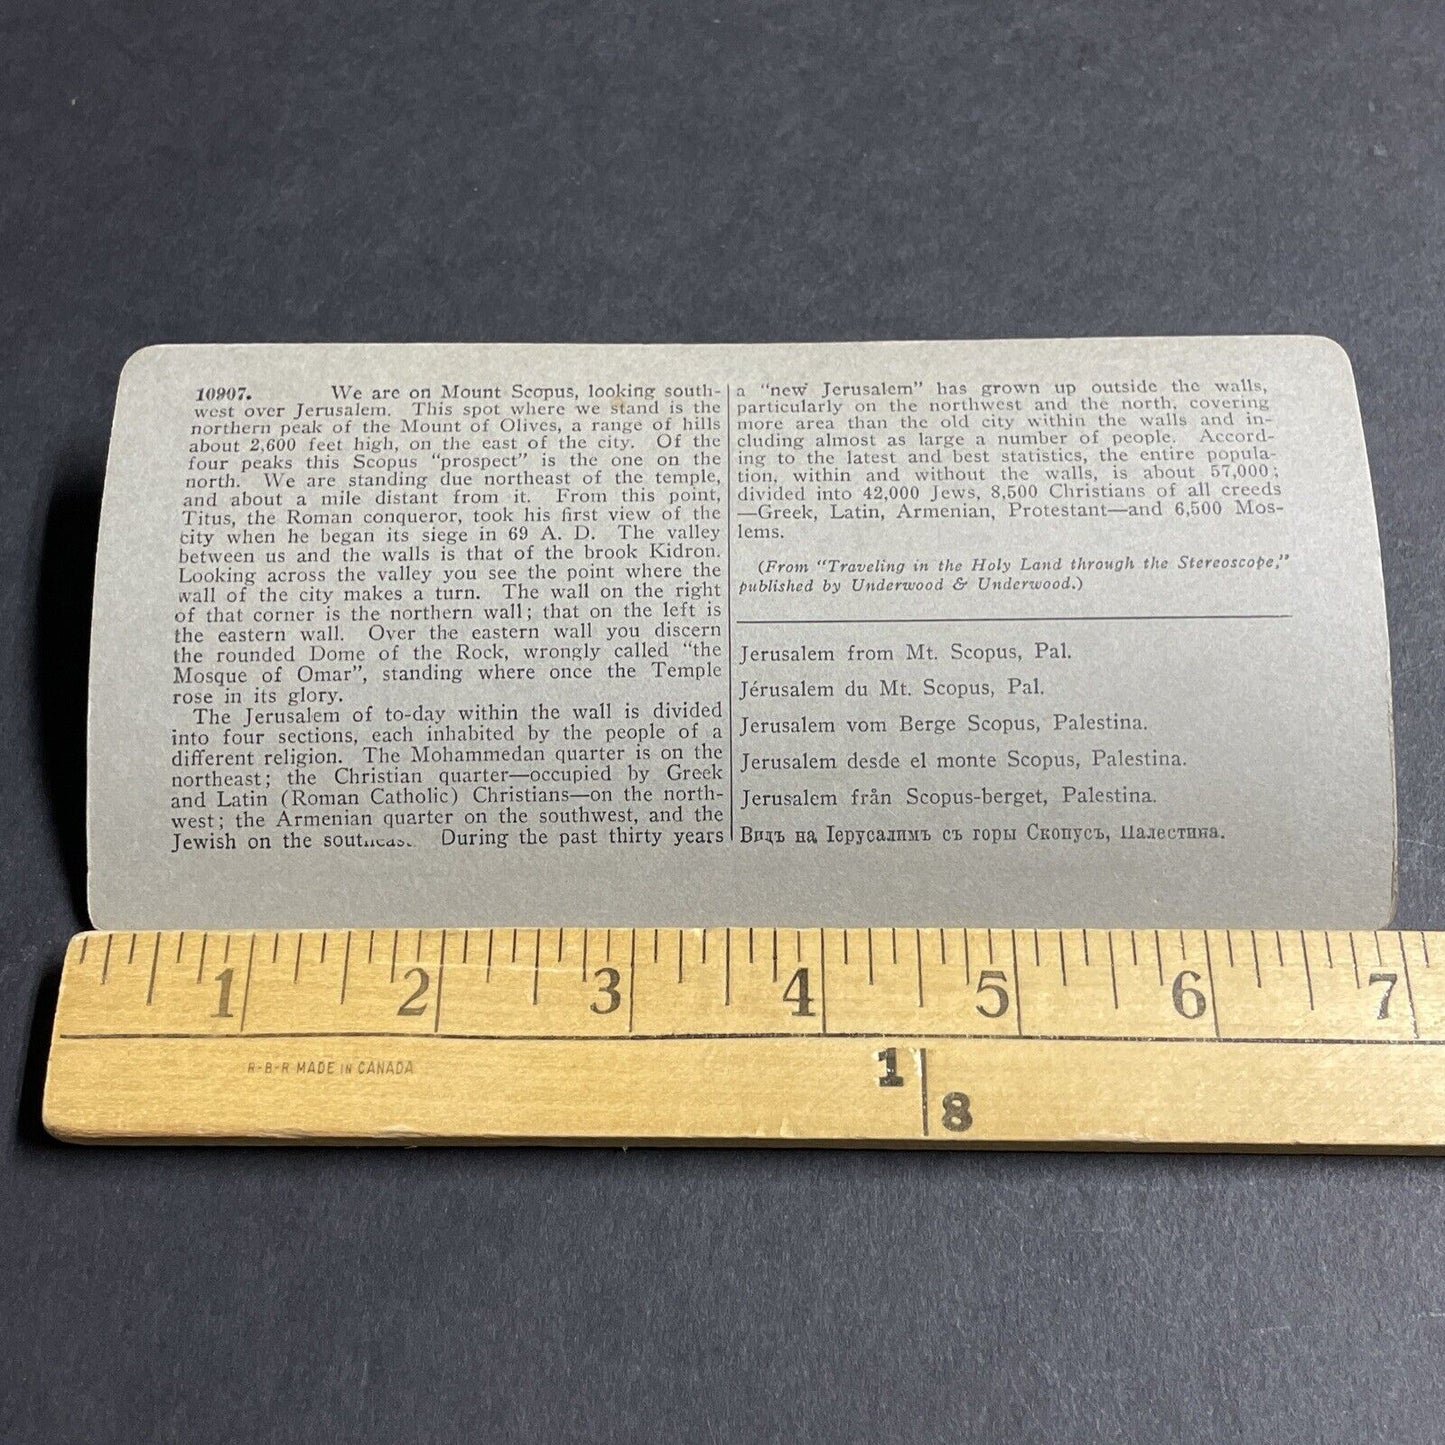 10907. We are on Mount Scopus, looking south-
west over Jerusalem. This spot where we stand is the
northern peak of the Mount of Olives, a range of hills
about 2,600 feet high, on the east of the city. Of the
four peaks this Scopus "prospect" is the one on the
north. We are standing due northeast of the temple,
and about a mile distant from it. From this point,
Titus, the Roman conqueror, took his first view of the
city when he began its siege in 69 A. D. The valley
between us and the walls is that of the brook Kidron.
Looking across the valley you see the point where the
wall of the city makes a turn. The wall on the right
of that corner is the northern wall; that on the left is
the eastern wall. Over the eastern wall you discern
the rounded Dome of the Rock, wrongly called "the
Mosque of Omar", standing where once the Temple
rose in its glory.
The Jerusalem of to-day within the wall is divided
into four sections, each inhabited by the people of a
different religion. The Mohammedan quarter is on the
northeast; the Christian quarter—occupied by Greek
and Latin (Roman Catholic) Christians—on the north-
west; the Armenian quarter on the southwest, and the
Jewish on the southeast. During the past thirty years
a "new Jerusalem" has grown up outside the walls,
particularly on the northwest and the north, covering
more area than the old city within the walls and in-
cluding almost as large a number of people. Accord-
ing to the latest and best statistics, the entire popula-
tion, within and without the walls, is about 57,000;
divided into 42,000 Jews, 8,500 Christians of all creeds
—Greek, Latin, Armenian, Protestant—and 6,500 Mos-
lems.
(From "Traveling in the Holy Land through the Stereoscope,"
published by Underwood & Underwood.)
Jerusalem from Mt. Scopus, Pal.
Jérusalem du Mt. Scopus, Pal.
Jerusalem vom Berge Scopus, Palestina.
Jerusalem desde el monte Scopus, Palestina.
Jerusalem från Scopus-berget, Palestina.
Видъ на Іерусалимъ съ горы Скопусъ, Палестина.
1 2 3 4 5 6 7
R-B-R MADE IN CANADA
1
8